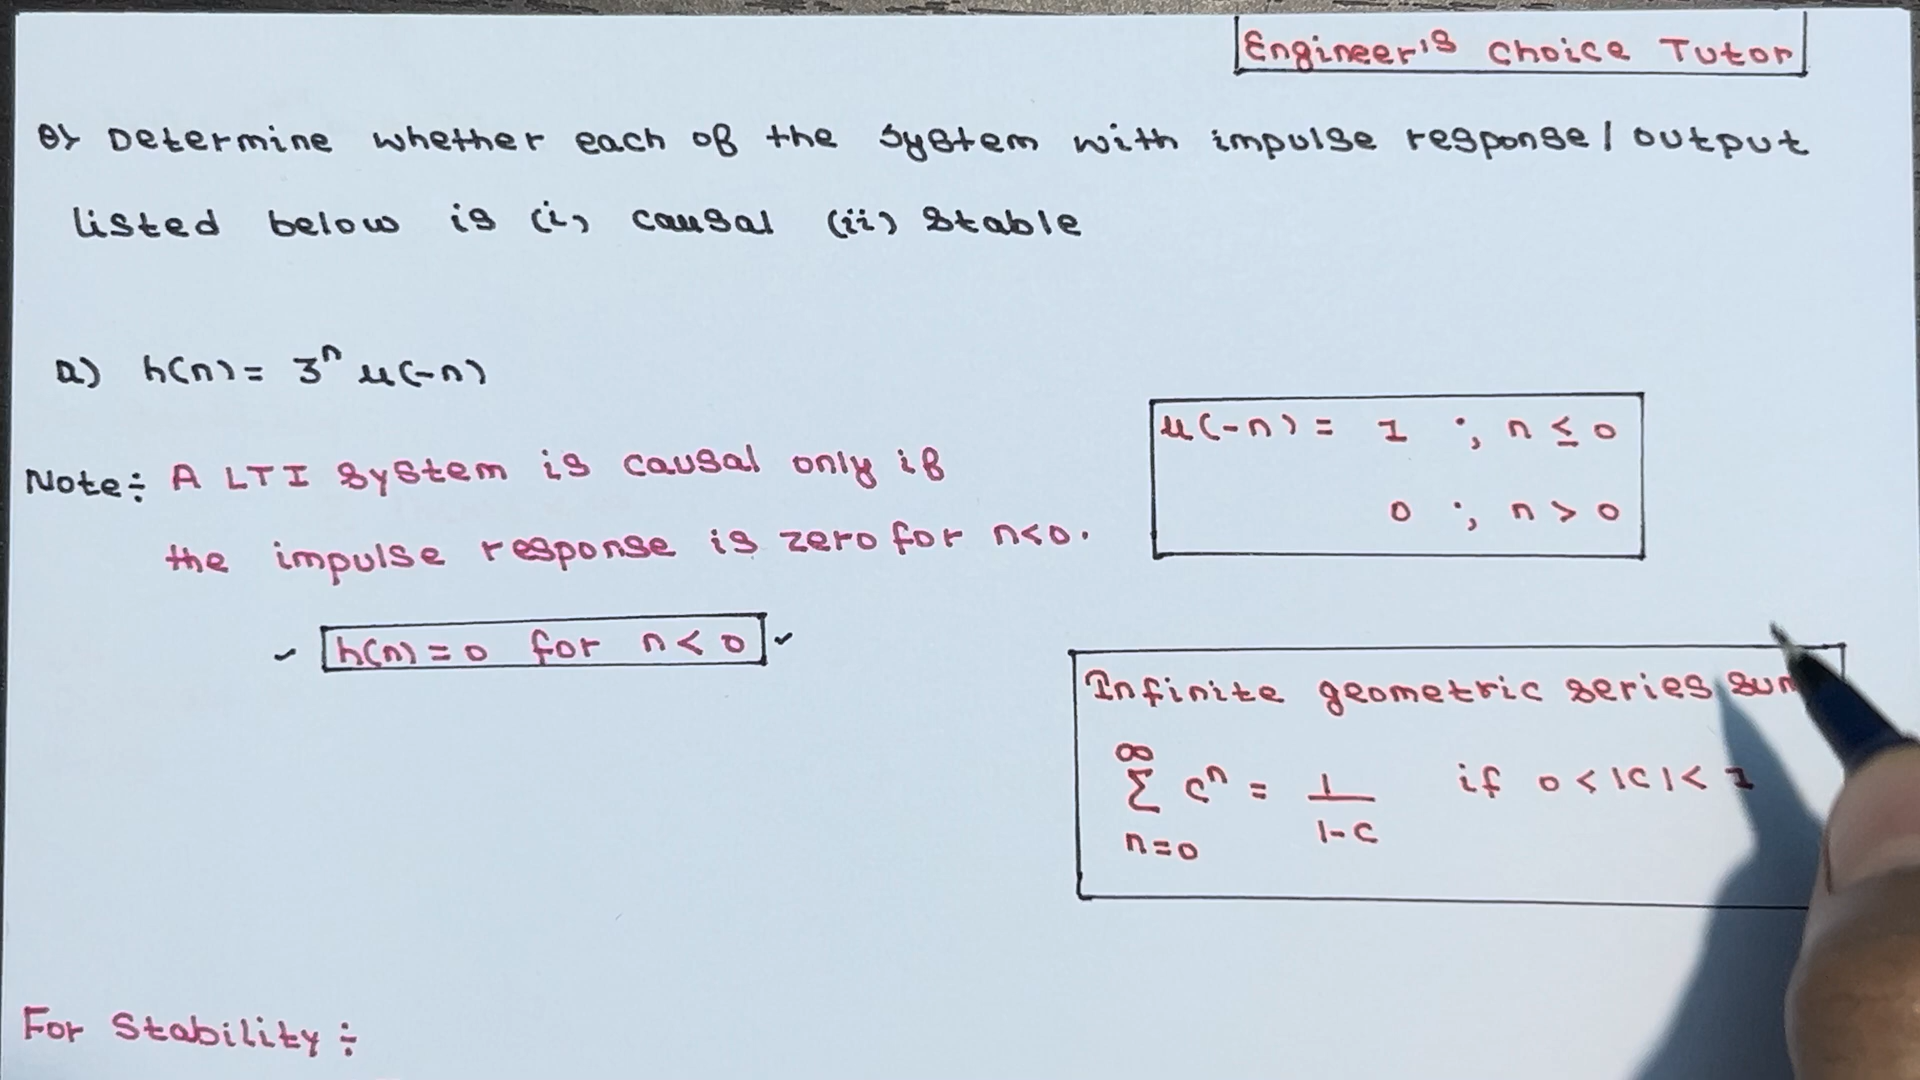 Engineer's Choice Tutor
Q) Determine whether each of the system with impulse response/output
listed below is (i) causal (ii) stable
a) h(n) = 3ⁿ u(-n)
Note: A LTI system is causal only if
the impulse response is zero for n<0.
h(n) = 0 for n < 0
u(-n) = 1 ; n ≤ 0
0 ; n > 0
Infinite geometric series
∞
Σ cⁿ = 1/(1-c) if 0 < |c| < 1
n=0
For Stability: